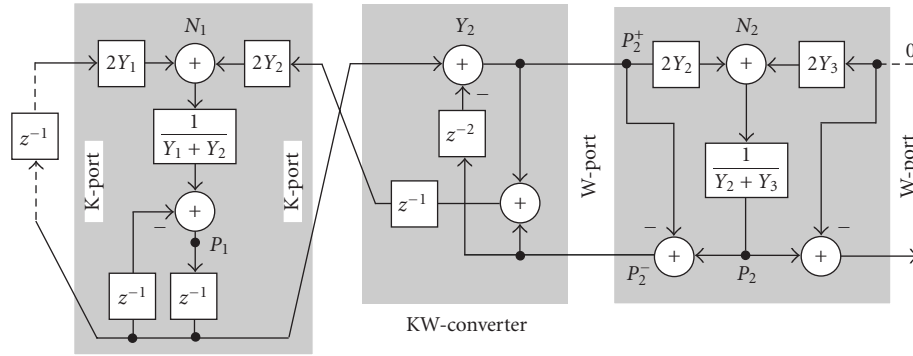 N₁
Y₂
N₂
2Y₁ + 2Y₂
+
P₂⁺ 2Y₂ + 2Y₃ 0
−
z⁻¹
1 / (Y₁ + Y₂)
z⁻²
1 / (Y₂ + Y₃)
K-port
K-port
W-port
W-port
z⁻¹
+
− +
P₁
− −
P₂⁻ + P₂ +
z⁻¹ z⁻¹
KW-converter